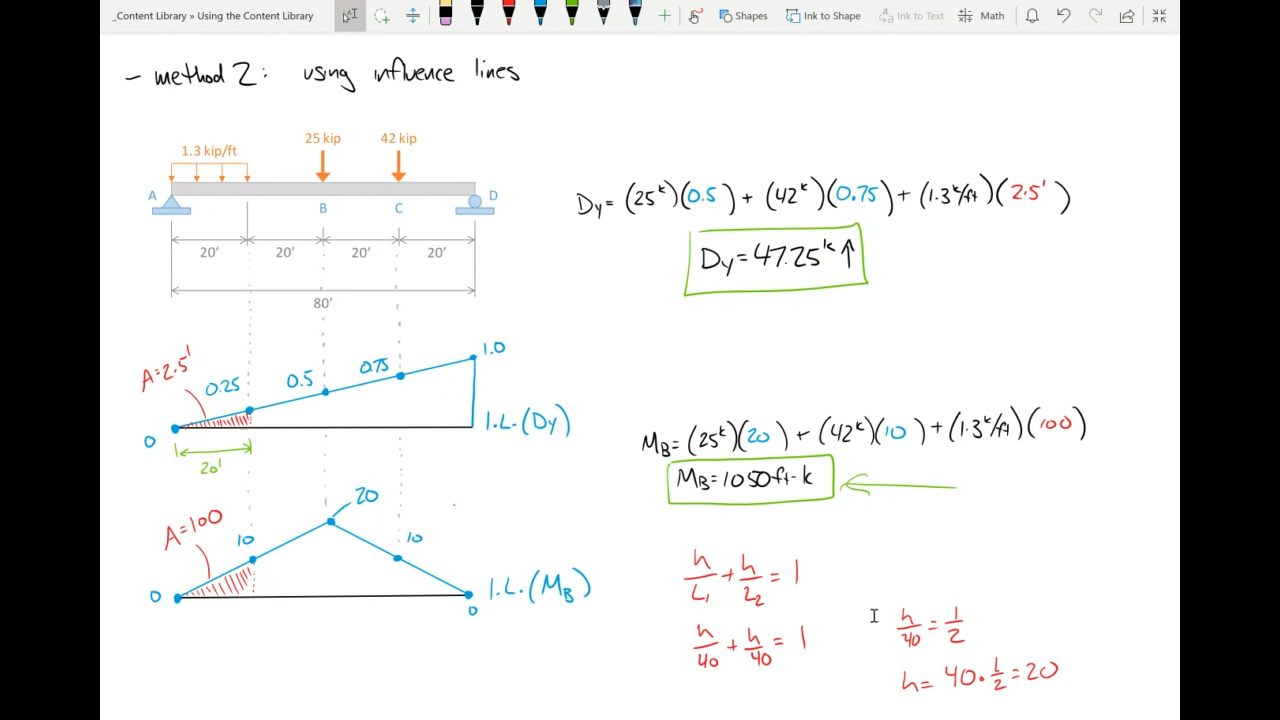 _Content Library » Using the Content Library
Shapes
Ink to Shape
Ink to Text
Math
- method 2: using influence lines
25 kip 42 kip
1.3 kip/ft
A D
B C
20' 20' 20' 20'
80'
Dy = (25ᵏ)(0.5) + (42ᵏ)(0.75) + (1.3ᵏ/ft)(2.5')
Dy = 47.25ᵏ↑
A=2.5'
0 0.25 0.5 0.75 1.0
I.L.(Dy)
20'
MB = (25ᵏ)(20) + (42ᵏ)(10) + (1.3ᵏ/ft)(100)
MB = 1050 ft-k
A=100
0 10 20 10 0
I.L.(MB)
h/L₁ + h/L₂ = 1
h/40 + h/40 = 1
h/40 = 1/2
h = 40 · 1/2 = 20